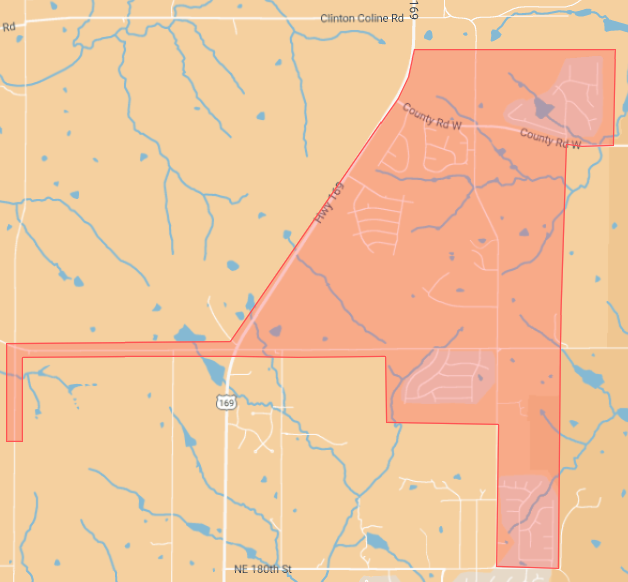 169
Clinton Coline Rd
Rd
County Rd W
County Rd W
Hwy 169
169
NE 180th St